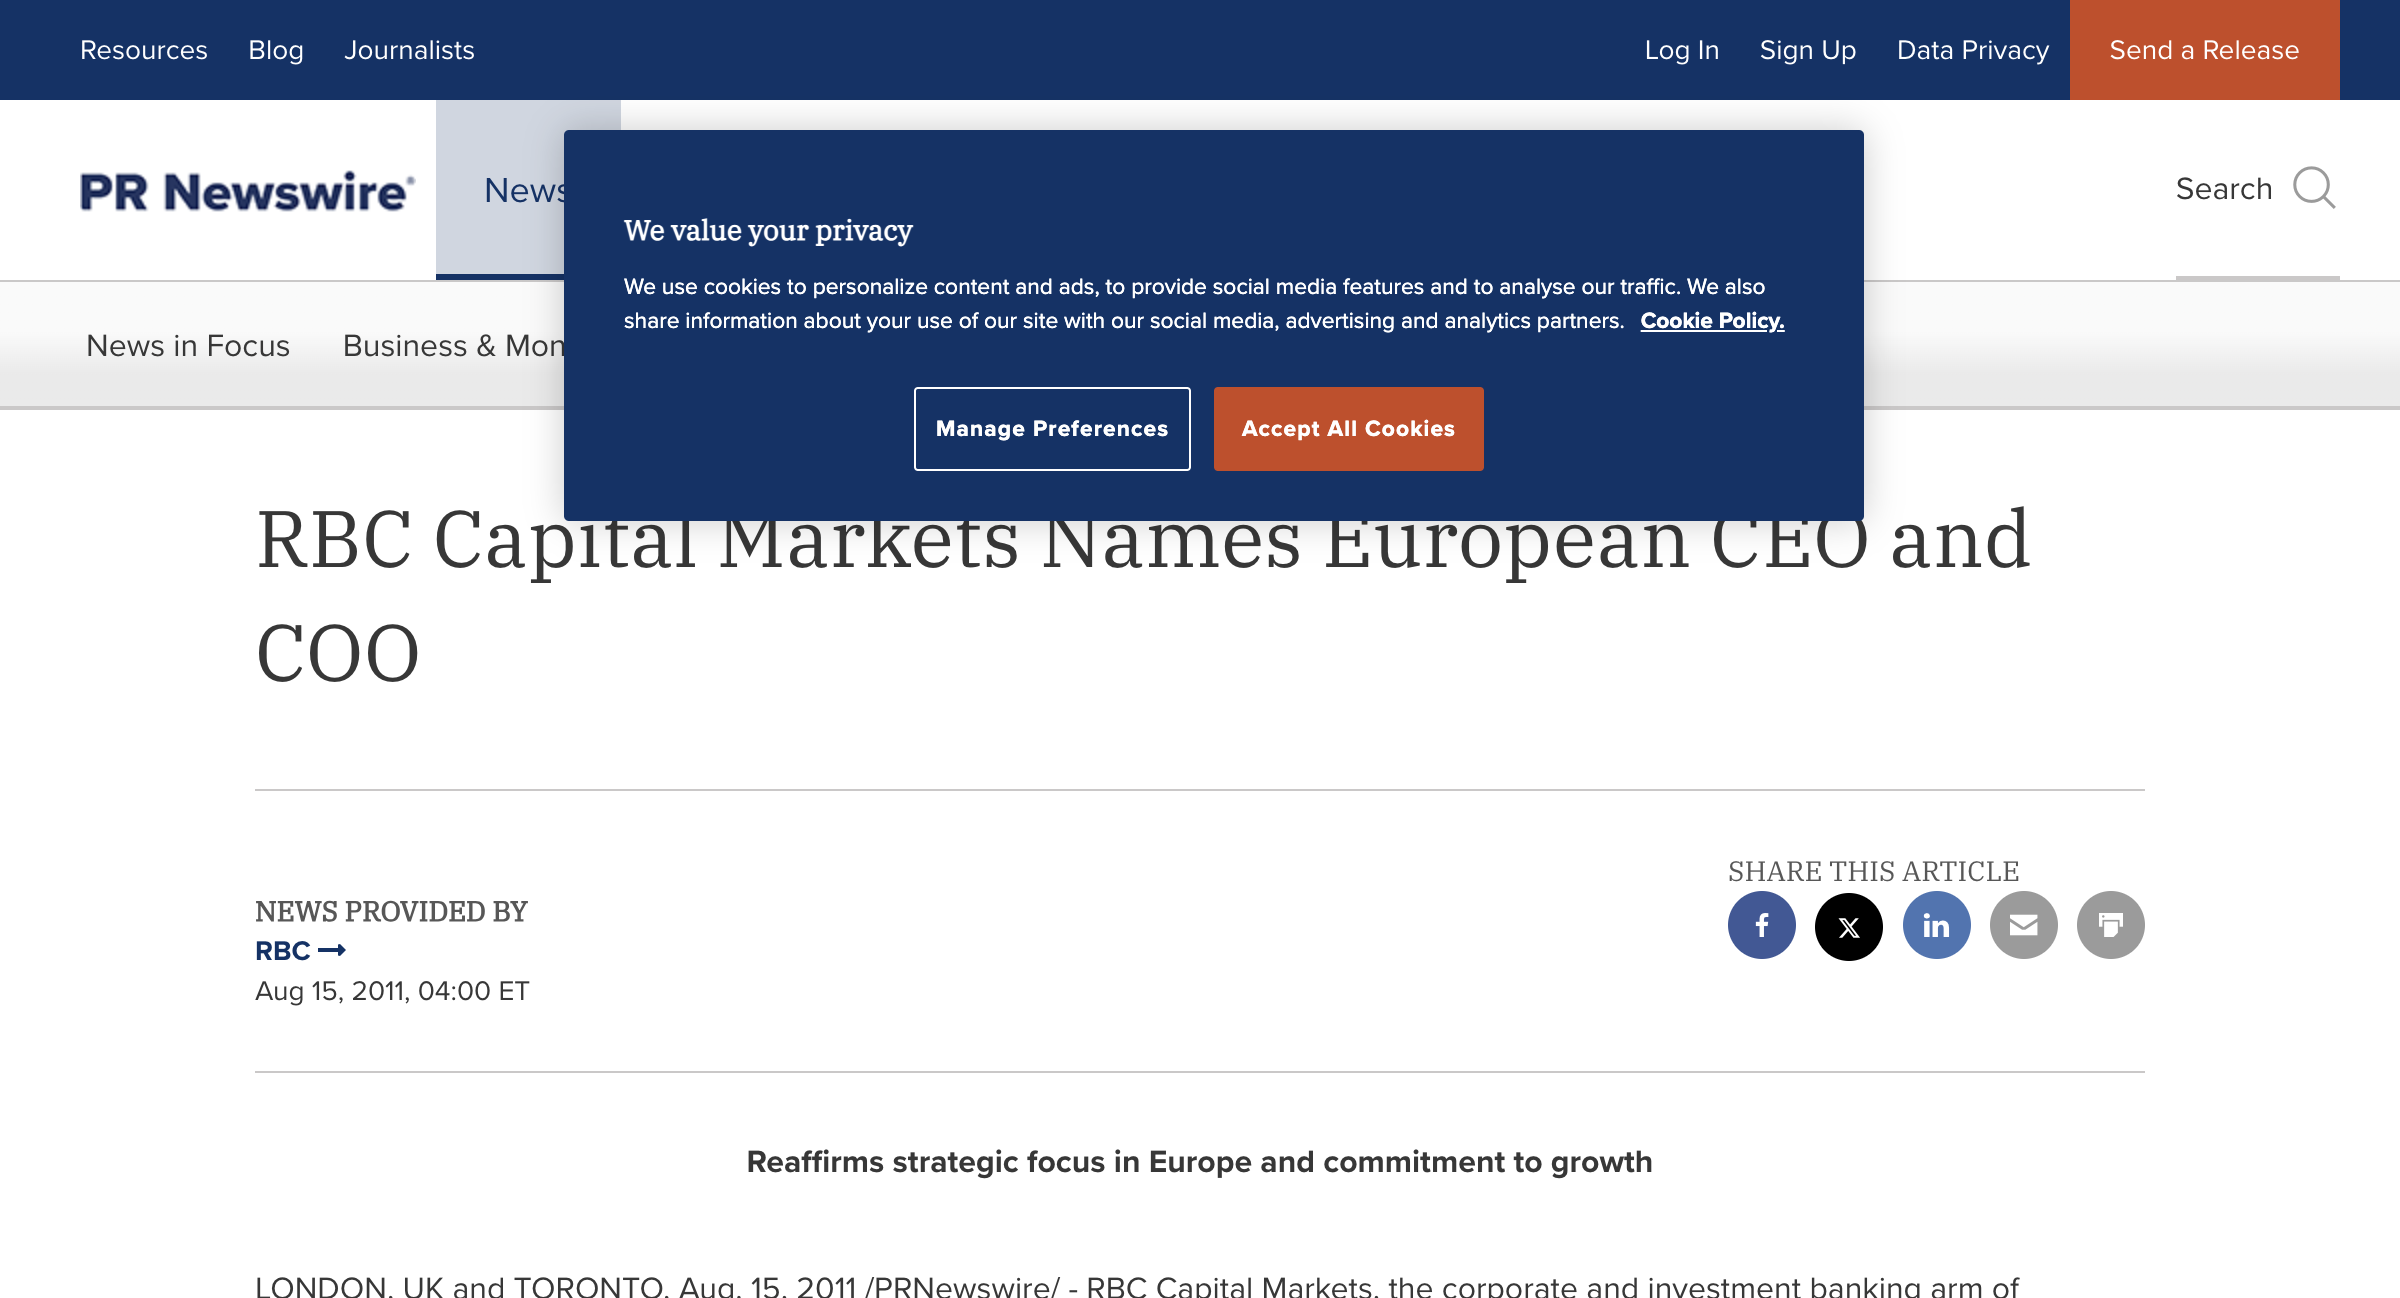 Resources Blog Journalists Log In Sign Up Data Privacy Send a Release
PR Newswire News Search
We value your privacy
We use cookies to personalize content and ads, to provide social media features and to analyse our traffic. We also
share information about your use of our site with our social media, advertising and analytics partners. Cookie Policy.
News in Focus Business &
Manage Preferences Accept All Cookies
RBC Capital Markets Names European CEO and
COO
SHARE THIS ARTICLE
NEWS PROVIDED BY
RBC
Aug 15, 2011, 04:00 ET
Reaffirms strategic focus in Europe and commitment to growth
LONDON, UK and TORONTO, Aug. 15, 2011 /PRNewswire/ - RBC Capital Markets, the corporate and investment banking arm of